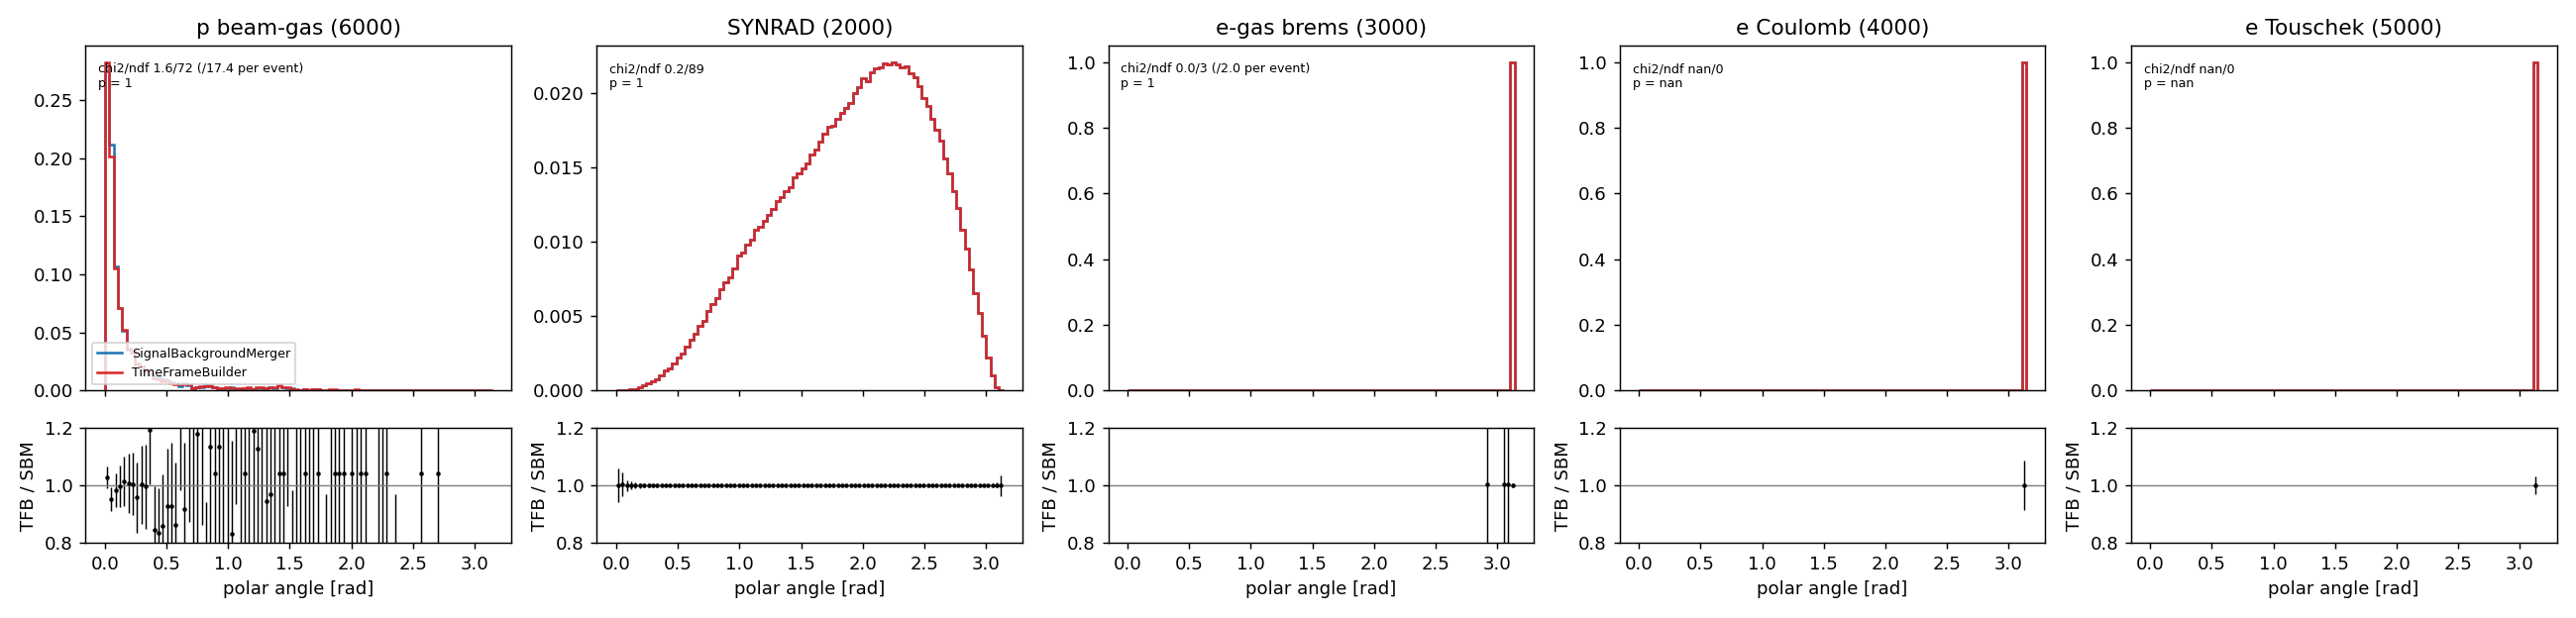 p beam-gas (6000)
SYNRAD (2000)
e-gas brems (3000)
e Coulomb (4000)
e Touschek (5000)
chi2/ndf 1.6/72 (/17.4 per event)
p = 1
0.25
0.20
0.15
0.10
0.05
0.00
SignalBackgroundMerger
TimeFrameBuilder
chi2/ndf 0.2/89
p = 1
0.020
0.015
0.010
0.005
0.000
chi2/ndf 0.0/3 (/2.0 per event)
p = 1
1.0
0.8
0.6
0.4
0.2
0.0
chi2/ndf nan/0
p = nan
1.0
0.8
0.6
0.4
0.2
0.0
chi2/ndf nan/0
p = nan
1.0
0.8
0.6
0.4
0.2
0.0
TFB / SBM
1.2
1.0
0.8
0.0 0.5 1.0 1.5 2.0 2.5 3.0
polar angle [rad]
TFB / SBM
1.2
1.0
0.8
0.0 0.5 1.0 1.5 2.0 2.5 3.0
polar angle [rad]
TFB / SBM
1.2
1.0
0.8
0.0 0.5 1.0 1.5 2.0 2.5 3.0
polar angle [rad]
TFB / SBM
1.2
1.0
0.8
0.0 0.5 1.0 1.5 2.0 2.5 3.0
polar angle [rad]
TFB / SBM
1.2
1.0
0.8
0.0 0.5 1.0 1.5 2.0 2.5 3.0
polar angle [rad]